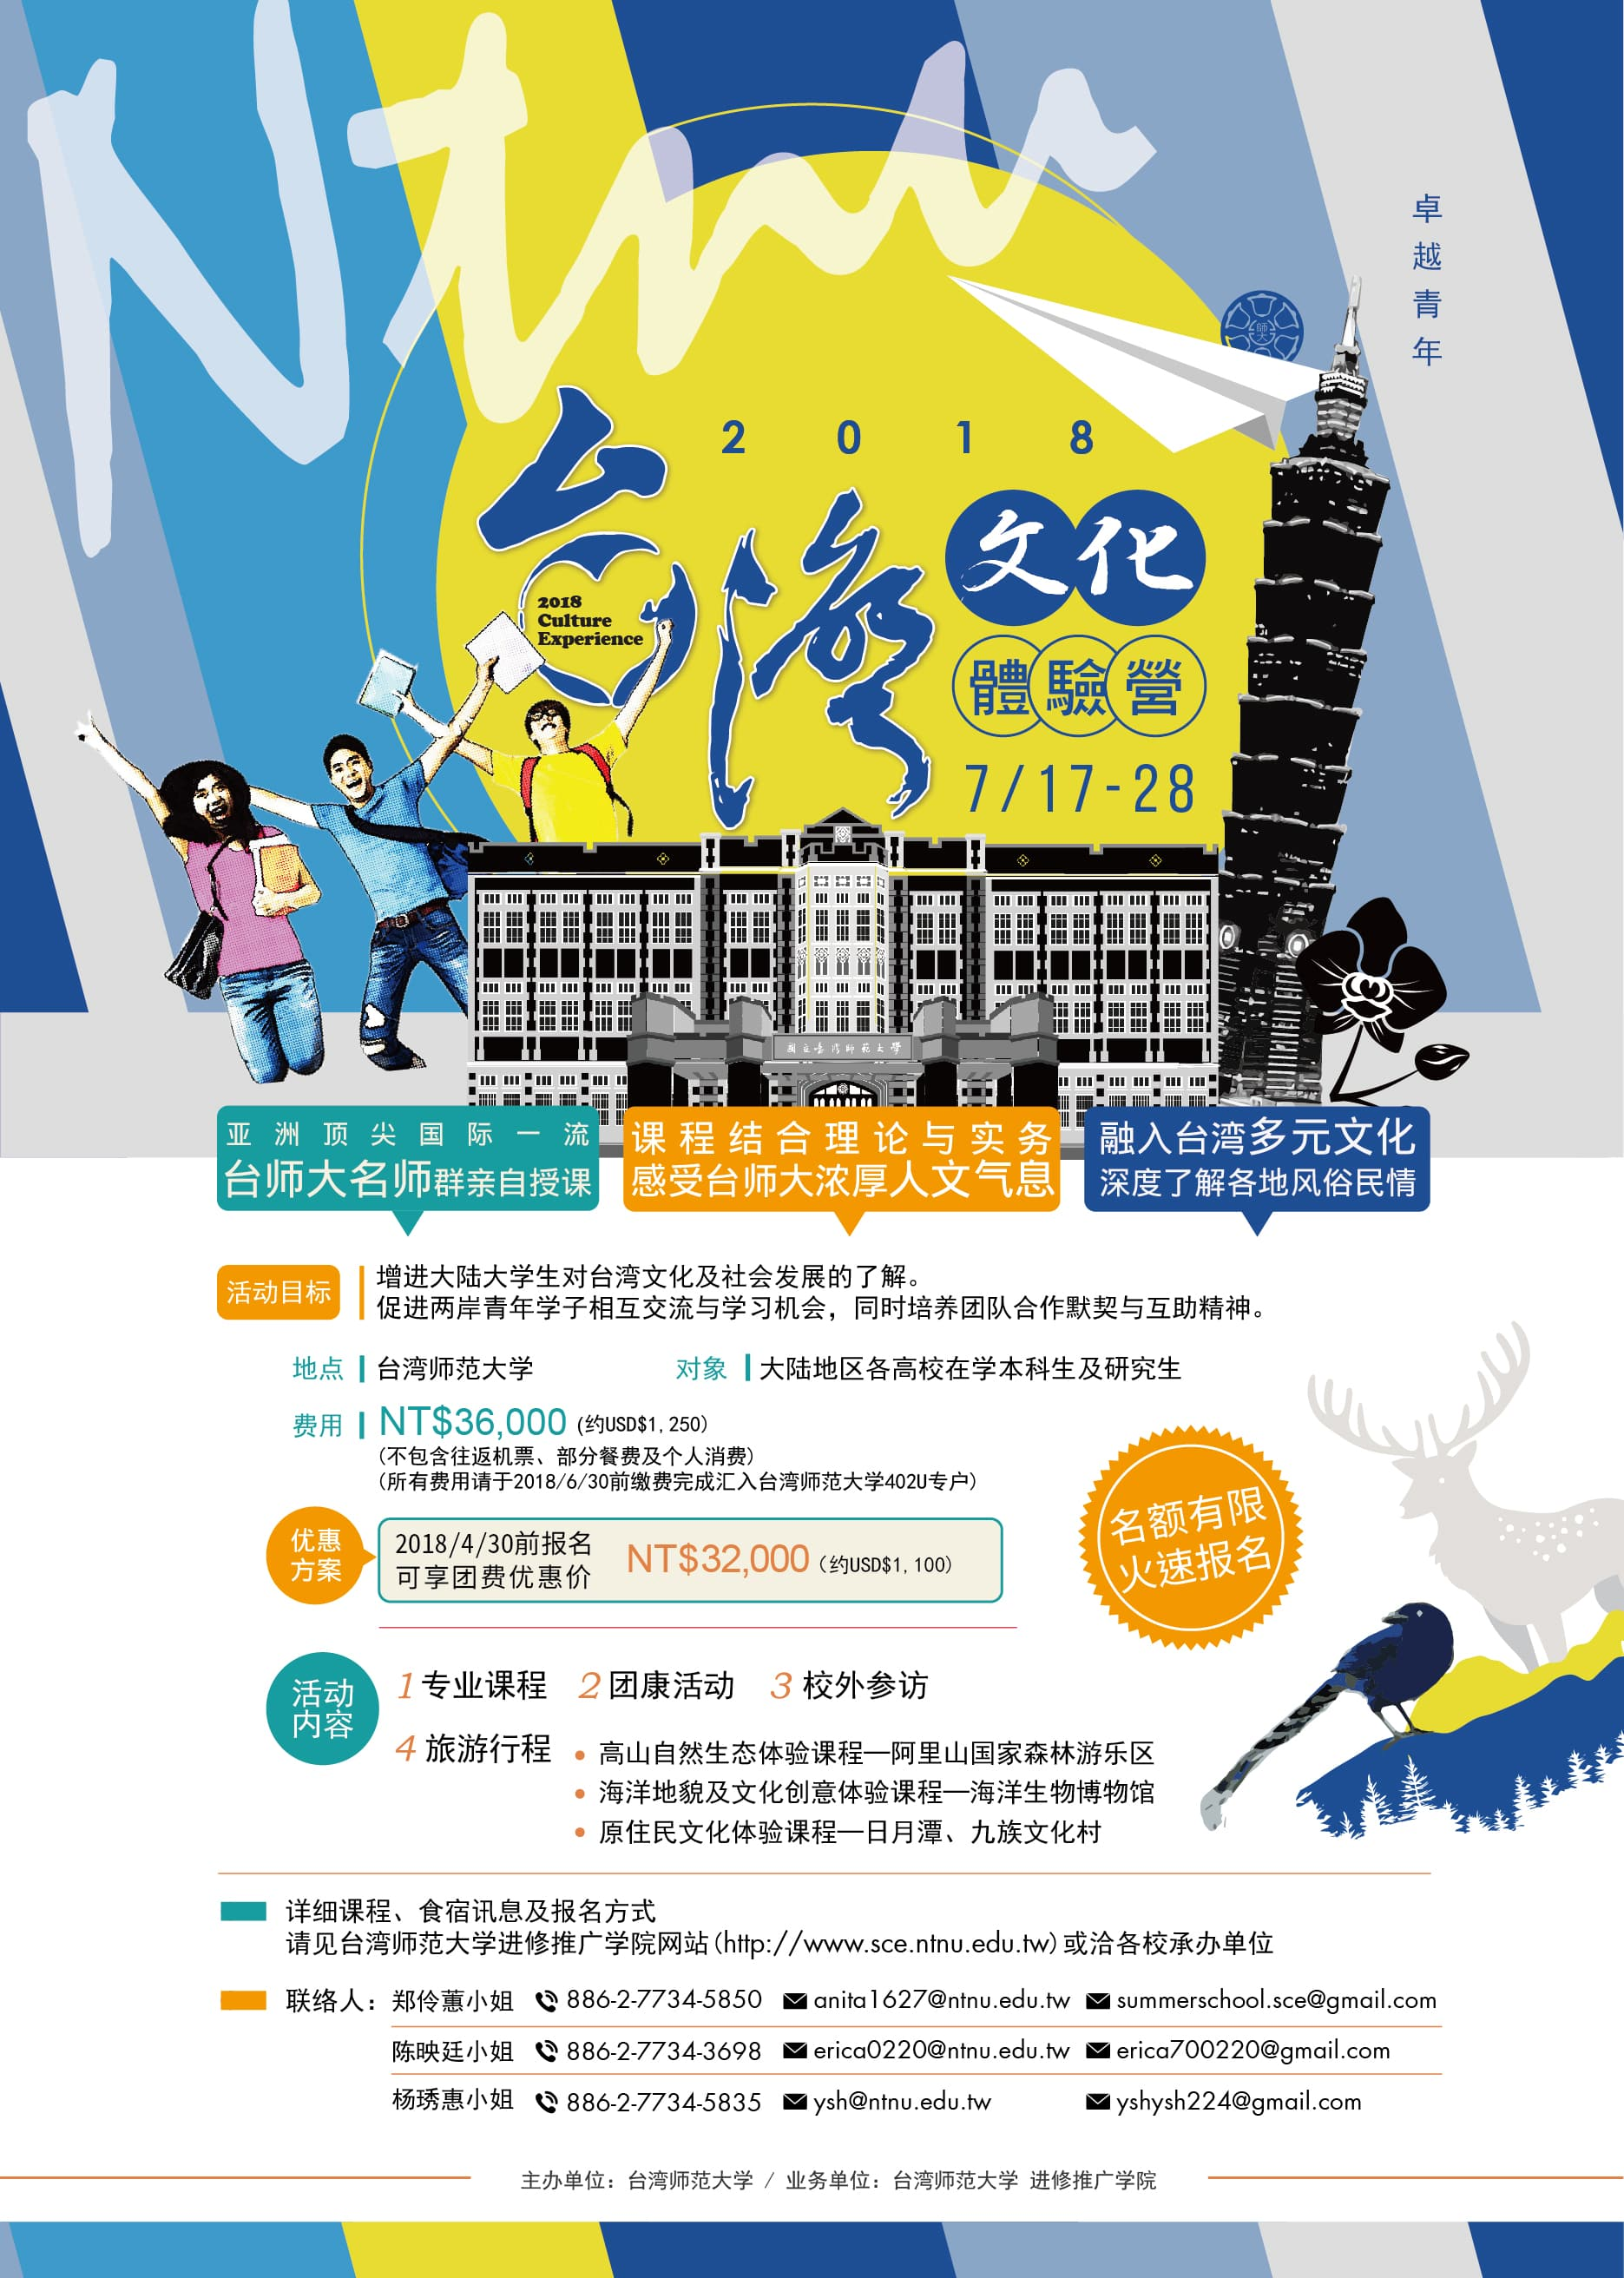 Ntnu
卓越青年
師大
2018
台灣
文化
體驗營
2018
Culture
Experience
7/17-28
國立臺灣師範大學
亚洲顶尖国际一流
台师大名师群亲自授课
课程结合理论与实务
感受台师大浓厚人文气息
融入台湾多元文化
深度了解各地风俗民情
活动目标
增进大陆大学生对台湾文化及社会发展的了解。
促进两岸青年学子相互交流与学习机会，同时培养团队合作默契与互助精神。
地点 台湾师范大学
对象 大陆地区各高校在学本科生及研究生
费用 NT$36,000 (约USD$1,250)
(不包含往返机票、部分餐费及个人消费)
(所有费用请于2018/6/30前缴费完成汇入台湾师范大学402U专户)
优惠
方案
2018/4/30前报名
可享团费优惠价
NT$32,000 (约USD$1,100)
名额有限
火速报名
活动
内容
1 专业课程 2 团康活动 3 校外参访
4 旅游行程
• 高山自然生态体验课程—阿里山国家森林游乐区
• 海洋地貌及文化创意体验课程—海洋生物博物馆
• 原住民文化体验课程—日月潭、九族文化村
详细课程、食宿讯息及报名方式
请见台湾师范大学进修推广学院网站(http://www.sce.ntnu.edu.tw)或洽各校承办单位
联络人：郑伶蕙小姐 886-2-7734-5850 anita1627@ntnu.edu.tw summerschool.sce@gmail.com
陈映廷小姐 886-2-7734-3698 erica0220@ntnu.edu.tw erica700220@gmail.com
杨琇惠小姐 886-2-7734-5835 ysh@ntnu.edu.tw yshysh224@gmail.com
主办单位：台湾师范大学 / 业务单位：台湾师范大学 进修推广学院